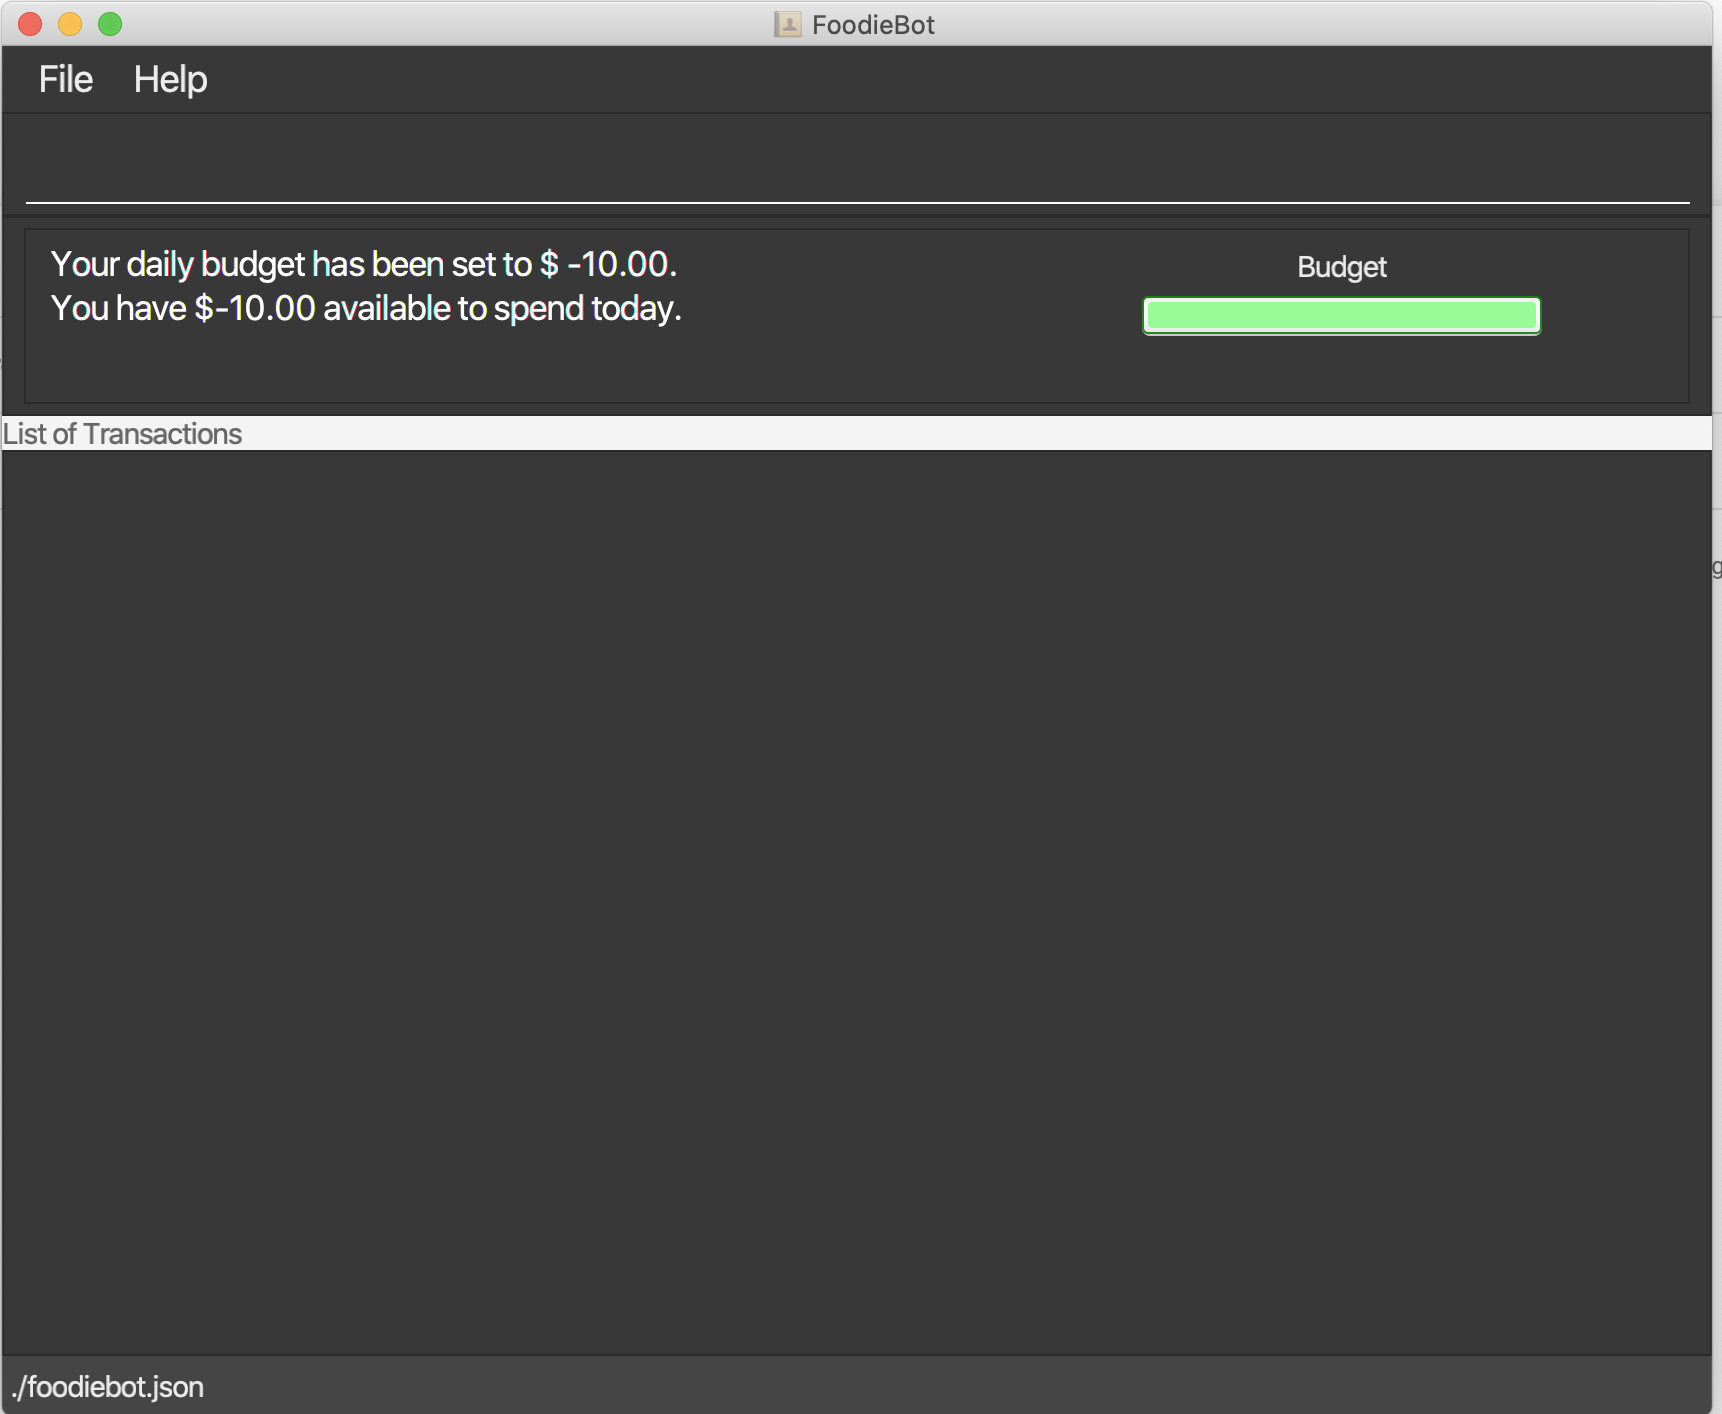 FoodieBot
File Help
Your daily budget has been set to $ -10.00.
You have $-10.00 available to spend today.
Budget
List of Transactions
g
./foodiebot.json